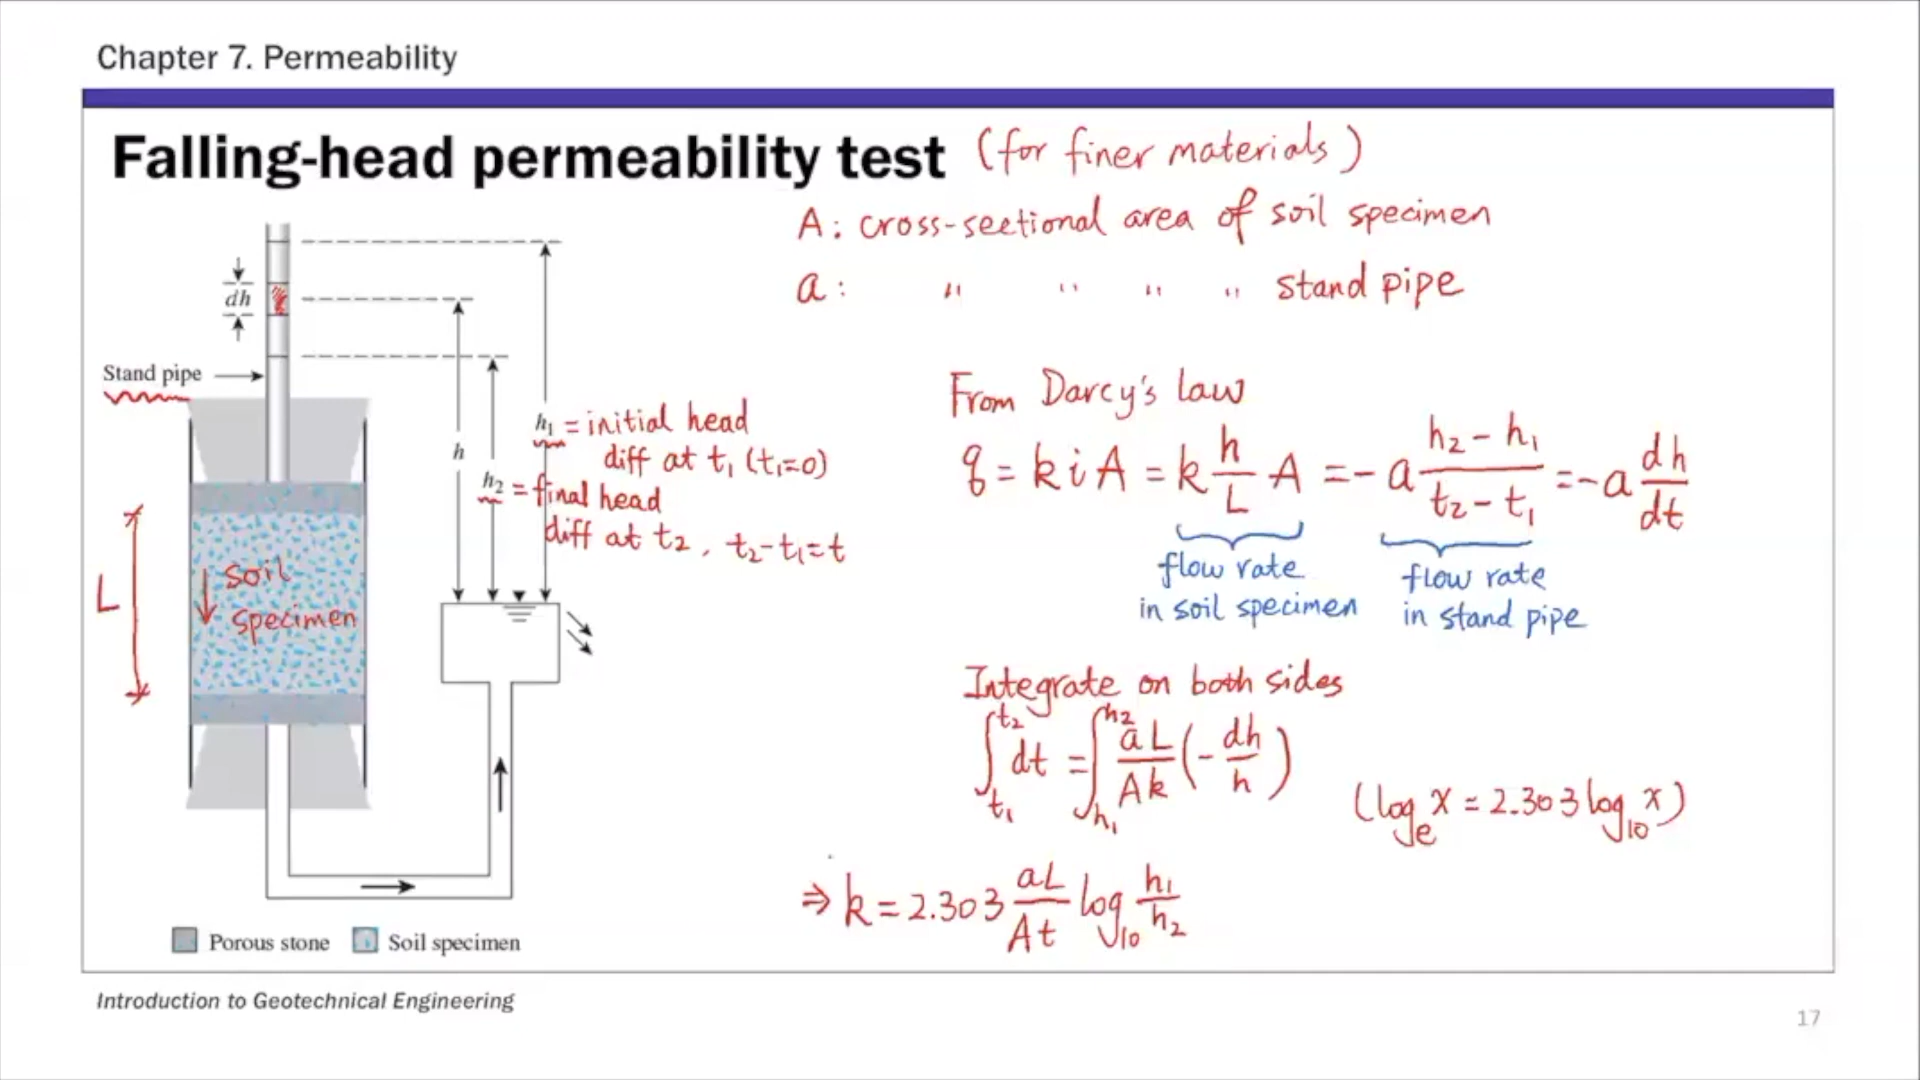 Chapter 7. Permeability
Falling-head permeability test (for finer materials)
A: cross-sectional area of soil specimen
a: " " " " stand pipe
dh
Stand pipe
h
h₁ = initial head
diff at t₁ (t₁=0)
h₂ = final head
diff at t₂, t₂-t₁=t
L
soil
specimen
From Darcy's law
q = kiA = k h/L A = -a (h₂-h₁)/(t₂-t₁) = -a dh/dt
flow rate
in soil specimen
flow rate
in stand pipe
Integrate on both sides
∫_{t₁}^{t₂} dt = ∫_{h₁}^{h₂} aL/Ak (-dh/h)
(logₑ x = 2.303 log₁₀ x)
⇒ k = 2.303 aL/At log₁₀ h₁/h₂
Porous stone Soil specimen
Introduction to Geotechnical Engineering
17